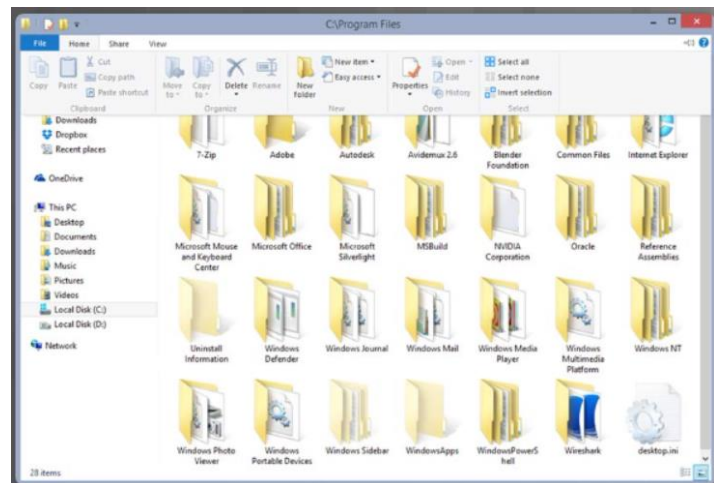 C:\Program Files
File Home Share View
Copy
Paste
Cut
Copy path
Paste shortcut
Clipboard
Move to
Copy to
Delete
Rename
Organize
New folder
New item
Easy access
New
Properties
Open
Edit
History
Open
Select all
Select none
Invert selection
Select
Downloads
Dropbox
Recent places
OneDrive
This PC
Desktop
Documents
Downloads
Music
Pictures
Videos
Local Disk (C:)
Local Disk (D:)
Network
7-Zip
Adobe
Autodesk
Avidemux 2.6
Blender
Foundation
Common Files
Internet Explorer
Microsoft Mouse
and Keyboard
Center
Microsoft Office
Microsoft
Silverlight
MSBuild
NVIDIA
Corporation
Oracle
Reference
Assemblies
Uninstall
Information
Windows
Defender
Windows Journal
Windows Mail
Windows Media
Player
Windows
Multimedia
Platform
Windows NT
Windows Photo
Viewer
Windows
Portable Devices
Windows Sidebar
WindowsApps
WindowsPowerS
hell
Wireshark
desktop.ini
28 items